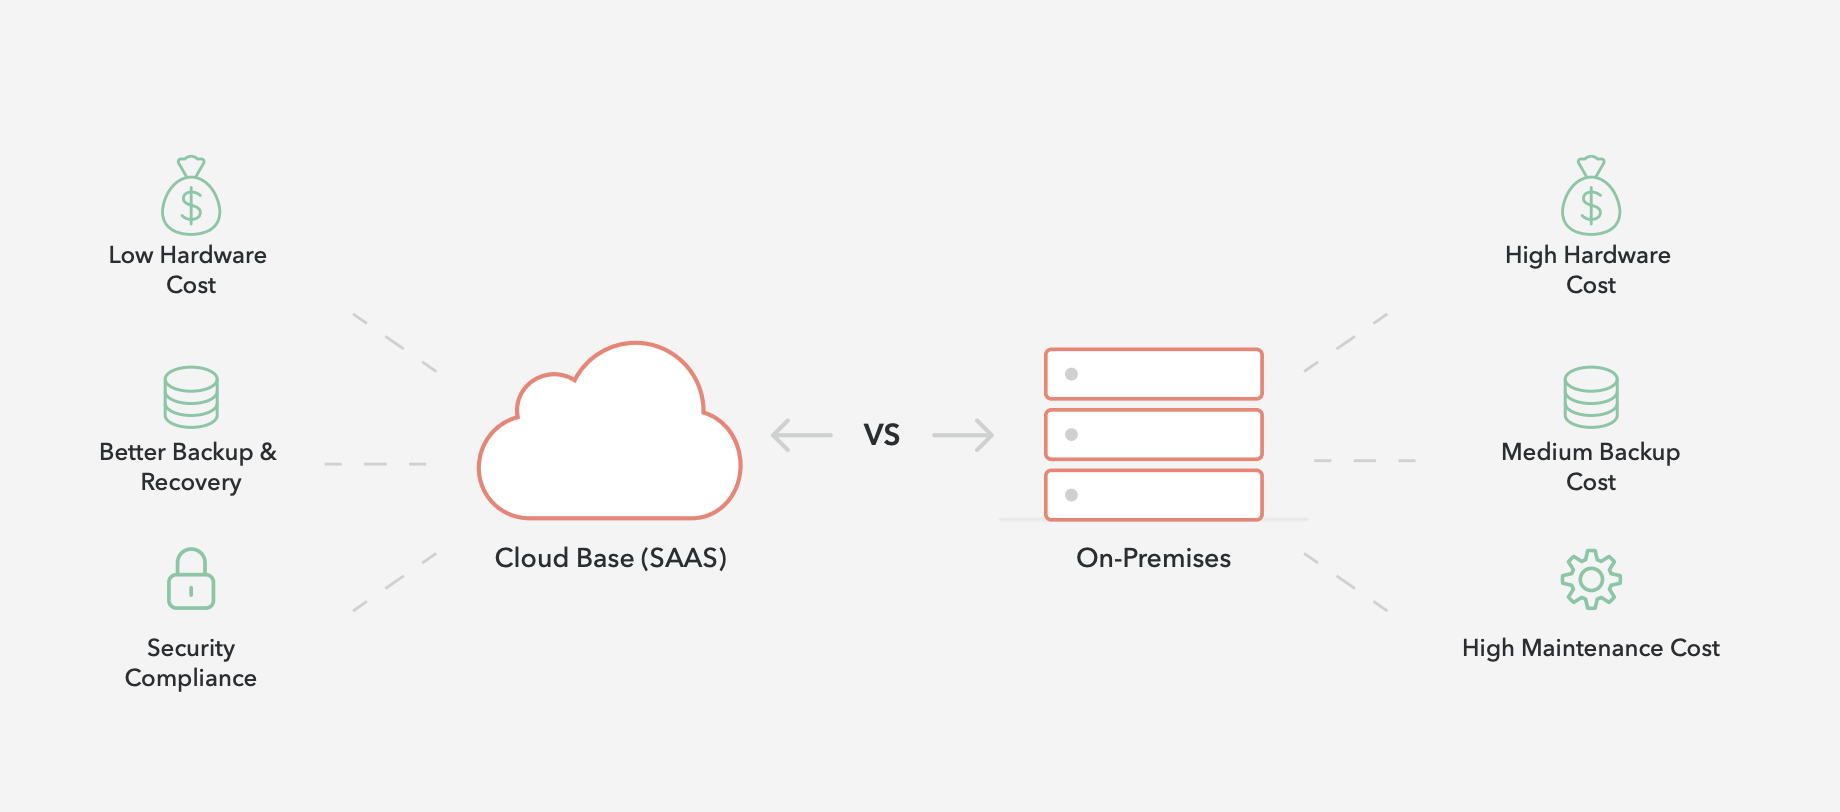 $
Low Hardware
Cost
Better Backup &
Recovery
Security
Compliance
Cloud Base (SAAS)
VS
On-Premises
$
High Hardware
Cost
Medium Backup
Cost
High Maintenance Cost